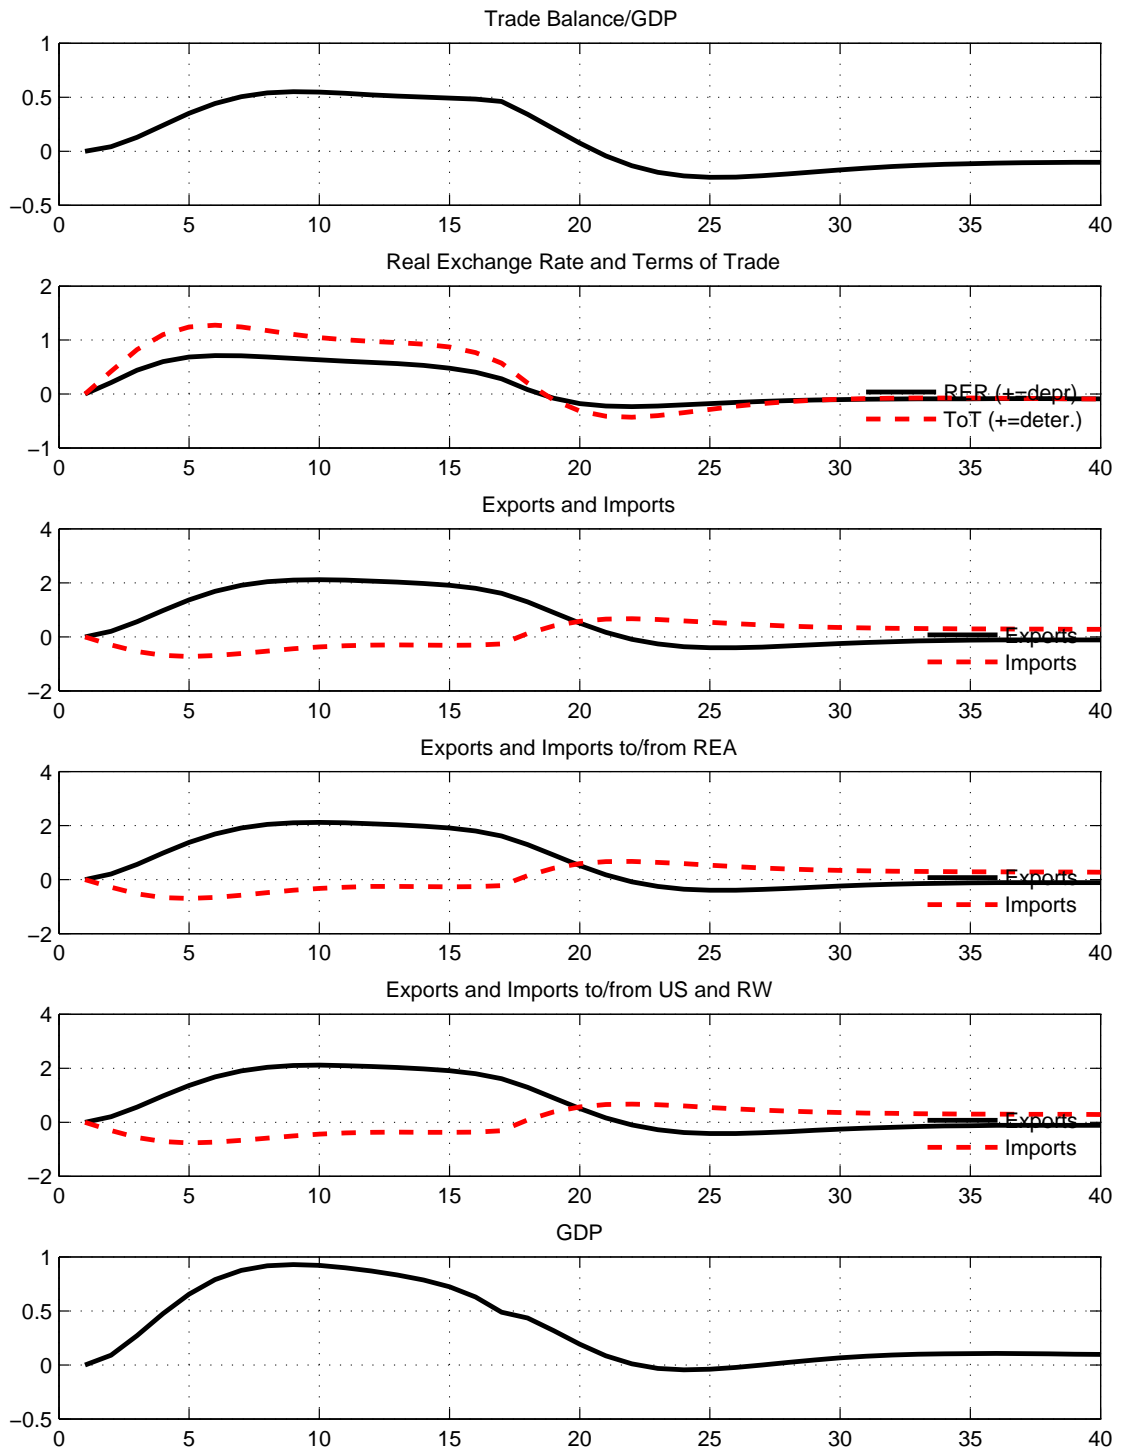 Trade Balance/GDP
1
0.5
0
−0.5
0 5 10 15 20 25 30 35 40
Real Exchange Rate and Terms of Trade
2
1
0
−1
RER (+=depr)
ToT (+=deter.)
0 5 10 15 20 25 30 35 40
Exports and Imports
4
2
0
−2
Exports
Imports
0 5 10 15 20 25 30 35 40
Exports and Imports to/from REA
4
2
0
−2
Exports
Imports
0 5 10 15 20 25 30 35 40
Exports and Imports to/from US and RW
4
2
0
−2
Exports
Imports
0 5 10 15 20 25 30 35 40
GDP
1
0.5
0
−0.5
0 5 10 15 20 25 30 35 40